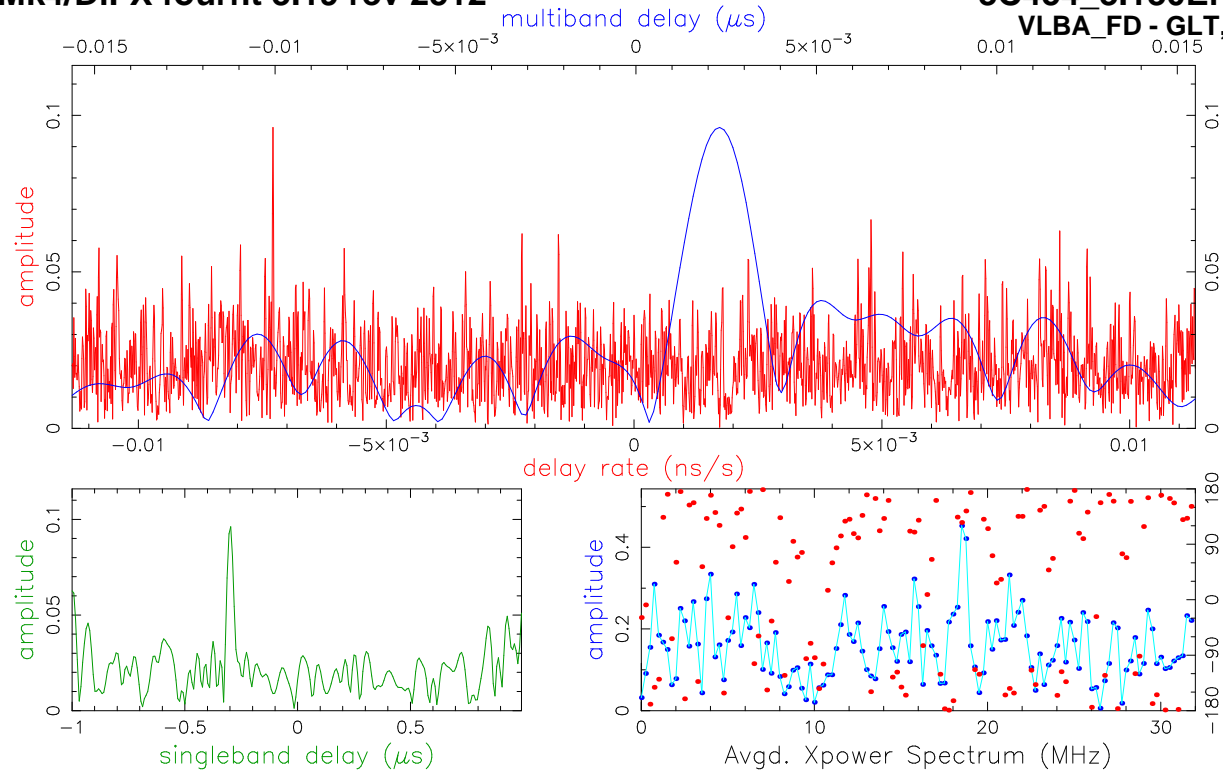 multiband delay (μs)
VLBA_FD - GLT,
−0.015 −0.01 −5×10⁻³ 0 5×10⁻³ 0.01 0.015
amplitude
0 0.05 0.1
0 0.05 0.1
−0.01 −5×10⁻³ 0 5×10⁻³ 0.01
delay rate (ns/s)
amplitude
0 0.05 0.1
−1 −0.5 0 0.5
singleband delay (μs)
amplitude
0 0.2 0.4
−180 −90 0 90 180
0 10 20 30
Avgd. Xpower Spectrum (MHz)